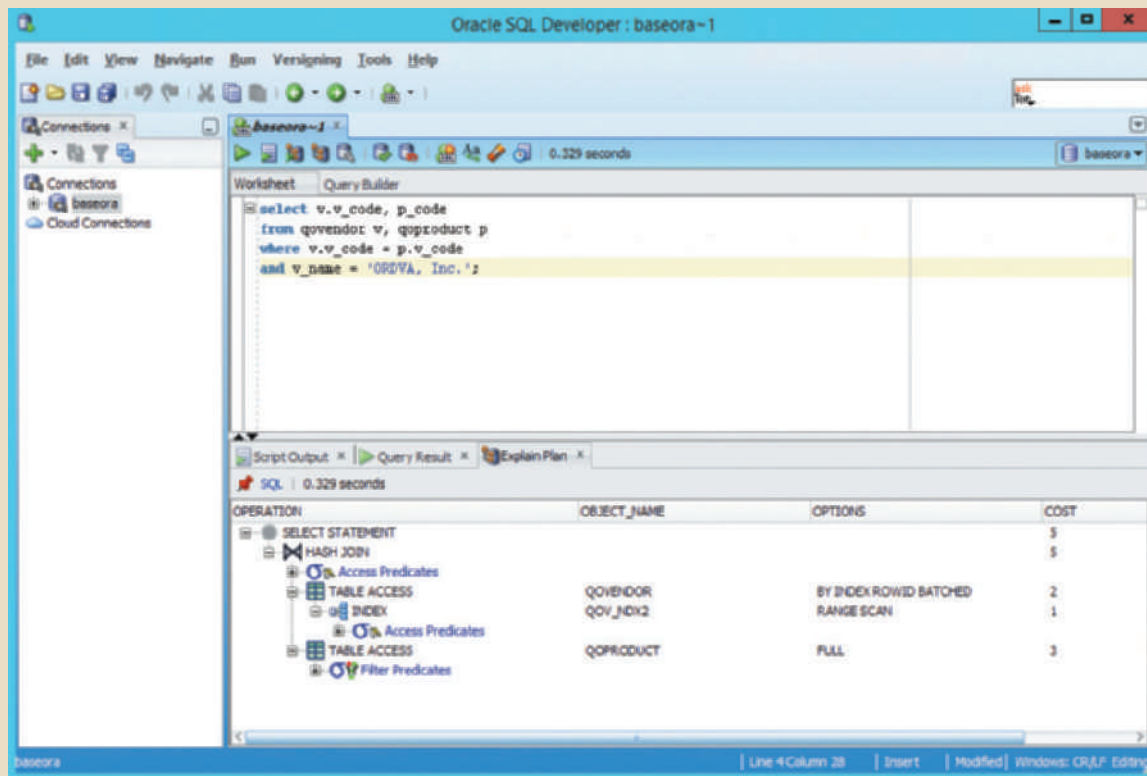 Oracle SQL Developer : baseora~1
File Edit View Navigate Run Versioning Tools Help
Connections
baseora~1
0.329 seconds
baseora
Connections
baseora
Cloud Connections
Worksheet Query Builder
select v.v_code, p_code
from qovendor v, qoproduct p
where v.v_code = p.v_code
and v_name = 'ORDVA, Inc.';
Script Output Query Result Explain Plan
SQL 0.329 seconds
OPERATION OBJECT_NAME OPTIONS COST
SELECT STATEMENT 5
HASH JOIN 5
Access Predicates
TABLE ACCESS QOVENDOR BY INDEX ROWID BATCHED 2
INDEX QOV_NDX2 RANGE SCAN 1
Access Predicates
TABLE ACCESS QOPRODUCT FULL 3
Filter Predicates
baseora | Line 4 Column 28 | Insert | Modified | Windows: CR/LF Editing